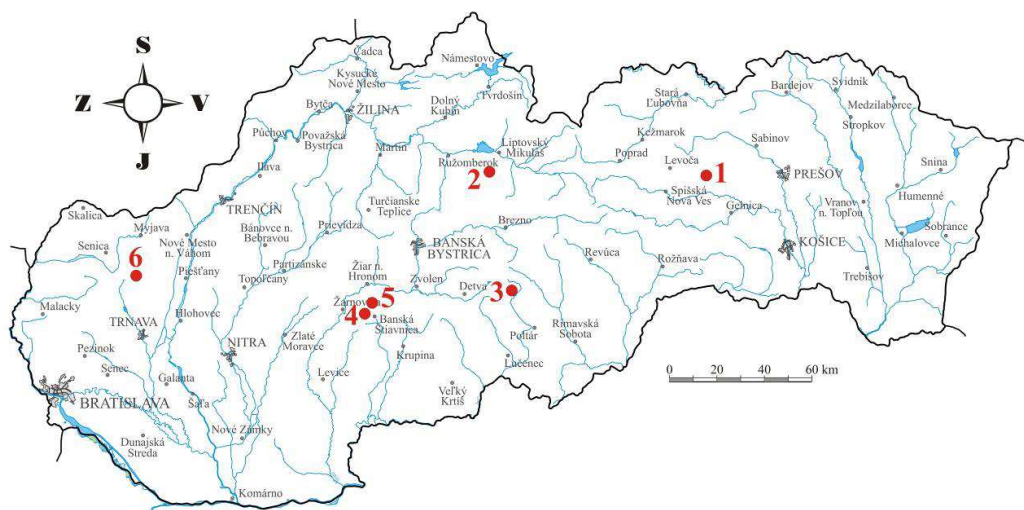 S
Z
V
J
Čadca
Kysucké
Nové Mesto
Bytča
ŽILINA
Námestovo
Tvrdošín
Dolný
Kubín
Púchov
Považská
Bystrica
Martin
Ružomberok
Liptovský
Mikuláš
2
Ilava
TRENČÍN
Turčianske
Teplice
Prievidza
Bánovce n.
Bebravou
Partizánske
Topoľčany
Stará
Ľubovňa
Kežmarok
Poprad
Levoča
1
Spišská
Nová Ves
Gelnica
Bardejov
Sabinov
PREŠOV
Svidník
Stropkov
Medzilaborce
Snina
Humenné
Vranov
n. Topľou
Sobrance
Michalovce
Trebišov
KOŠICE
Skalica
Senica
Myjava
6
Nové Mesto
n. Váhom
Piešťany
Hlohovec
Malacky
TRNAVA
Pezinok
Senec
BRATISLAVA
Galanta
Šaľa
Dunajská
Streda
Nové Zámky
Komárno
NITRA
Zlaté
Moravce
Levice
Brezno
BANSKÁ
BYSTRICA
Žiar n.
Hronom
Zvolen
Detva
3
5
4
Banská
Štiavnica
Krupina
Veľký
Krtíš
Poltár
Lučenec
Rimavská
Sobota
Revúca
Rožňava
0 20 40 60 km